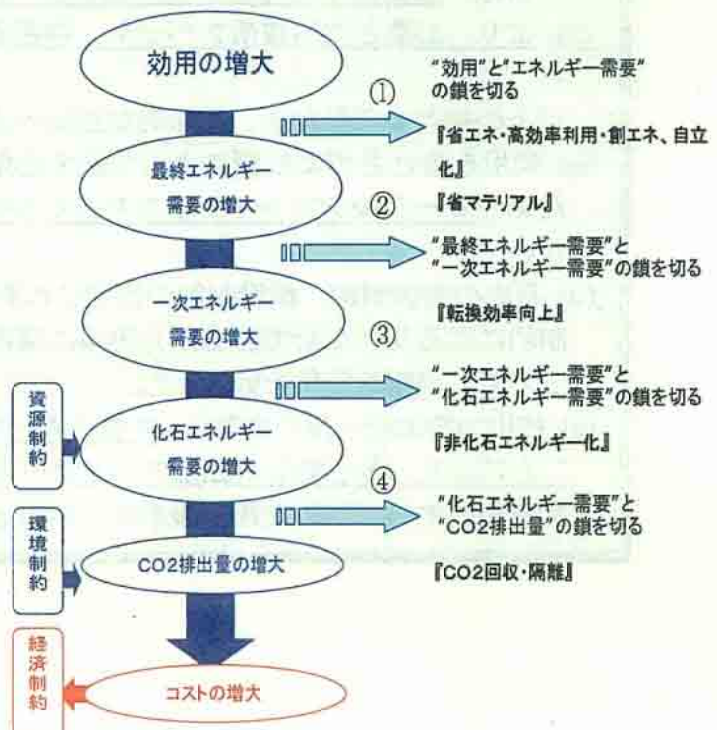 効用の増大
①
"効用"と"エネルギー需要"
の鎖を切る
『省エネ・高効率利用・創エネ、自立
化』
最終エネルギー
需要の増大
②
『省マテリアル』
"最終エネルギー需要"と
"一次エネルギー需要"の鎖を切る
一次エネルギー
需要の増大
③
『転換効率向上』
"一次エネルギー需要"と
"化石エネルギー需要"の鎖を切る
資源制約
化石エネルギー
需要の増大
④
『非化石エネルギー化』
"化石エネルギー需要"と
"CO2排出量"の鎖を切る
環境制約
CO2排出量の増大
『CO2回収・隔離』
経済制約
コストの増大